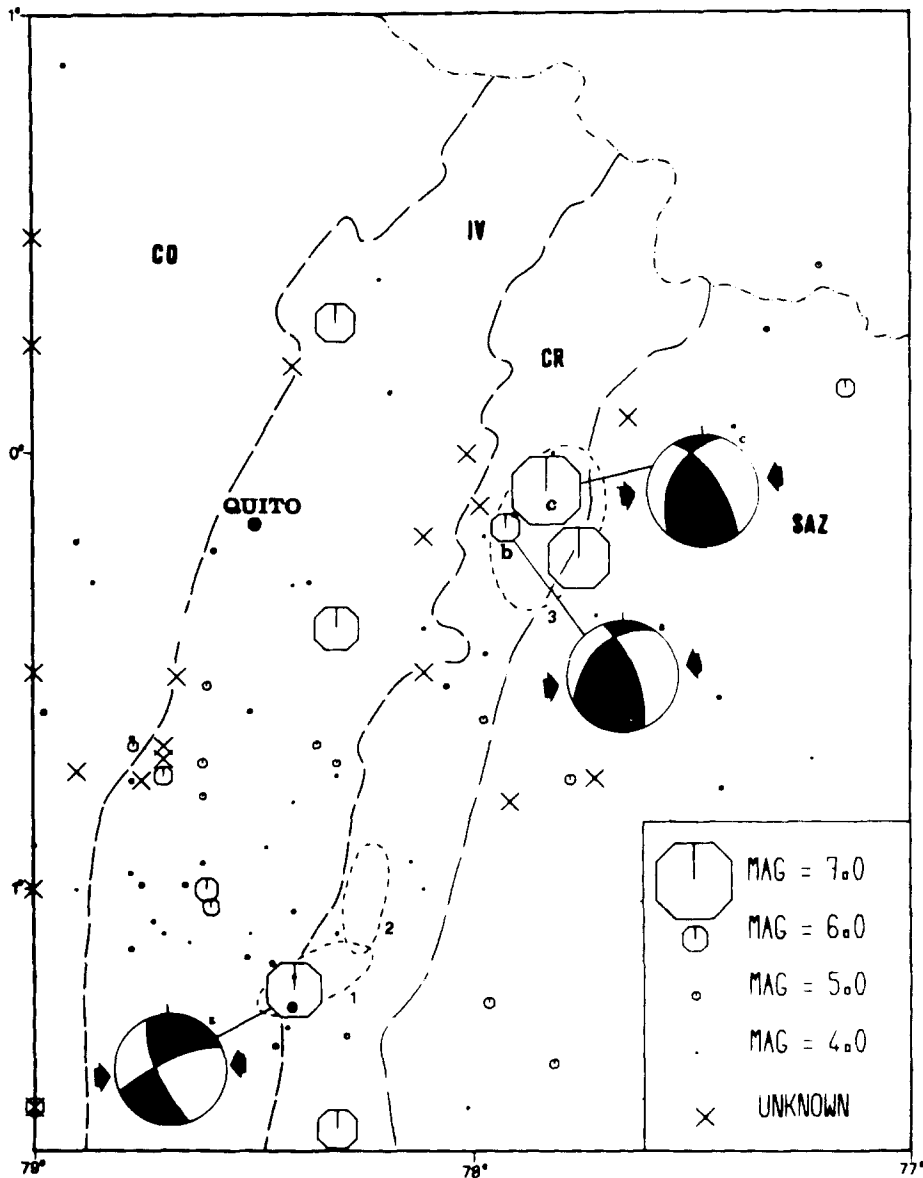 1°
CO
IV
CR
0°
QUITO
c
c
SAZ
b
3
MAG = 7.0
1°
2
MAG = 6.0
1
MAG = 5.0
MAG = 4.0
UNKNOWN
79°
78°
77°